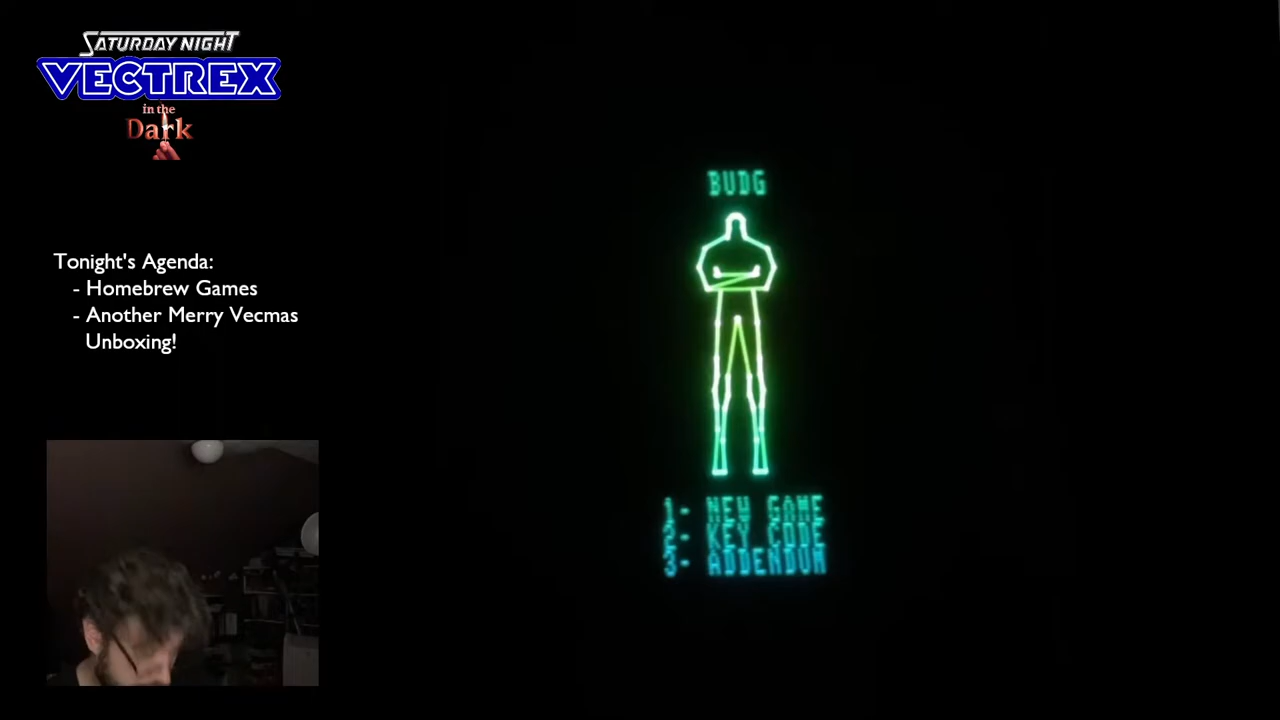 SATURDAY NIGHT
VECTREX
in the
Dark
Tonight's Agenda:
- Homebrew Games
- Another Merry Vecmas
Unboxing!
BUDG
1- NEW GAME
2- KEY CODE
3- ADDENDUM